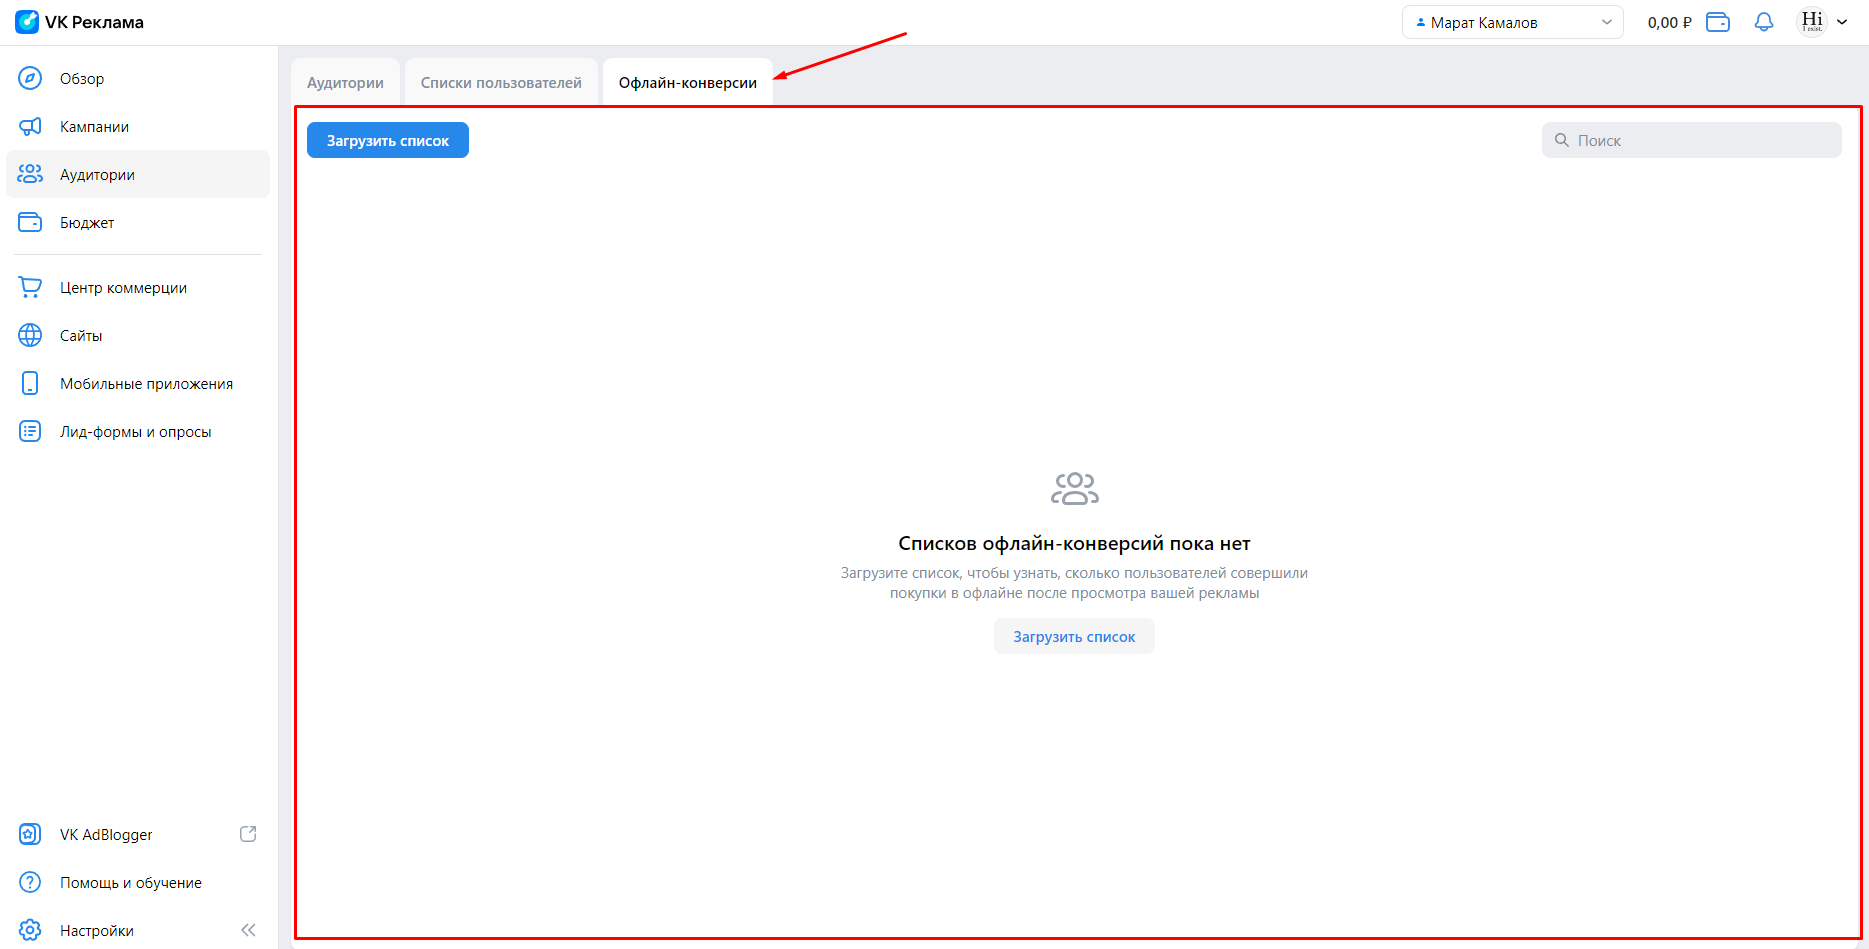 VK Реклама
Марат Камалов
0,00 ₽
Hi
I exist.
Обзор
Кампании
Аудитории
Бюджет
Центр коммерции
Сайты
Мобильные приложения
Лид-формы и опросы
VK AdBlogger
Помощь и обучение
Настройки
Аудитории
Списки пользователей
Офлайн-конверсии
Загрузить список
Поиск
Списков офлайн-конверсий пока нет
Загрузите список, чтобы узнать, сколько пользователей совершили
покупки в офлайне после просмотра вашей рекламы
Загрузить список